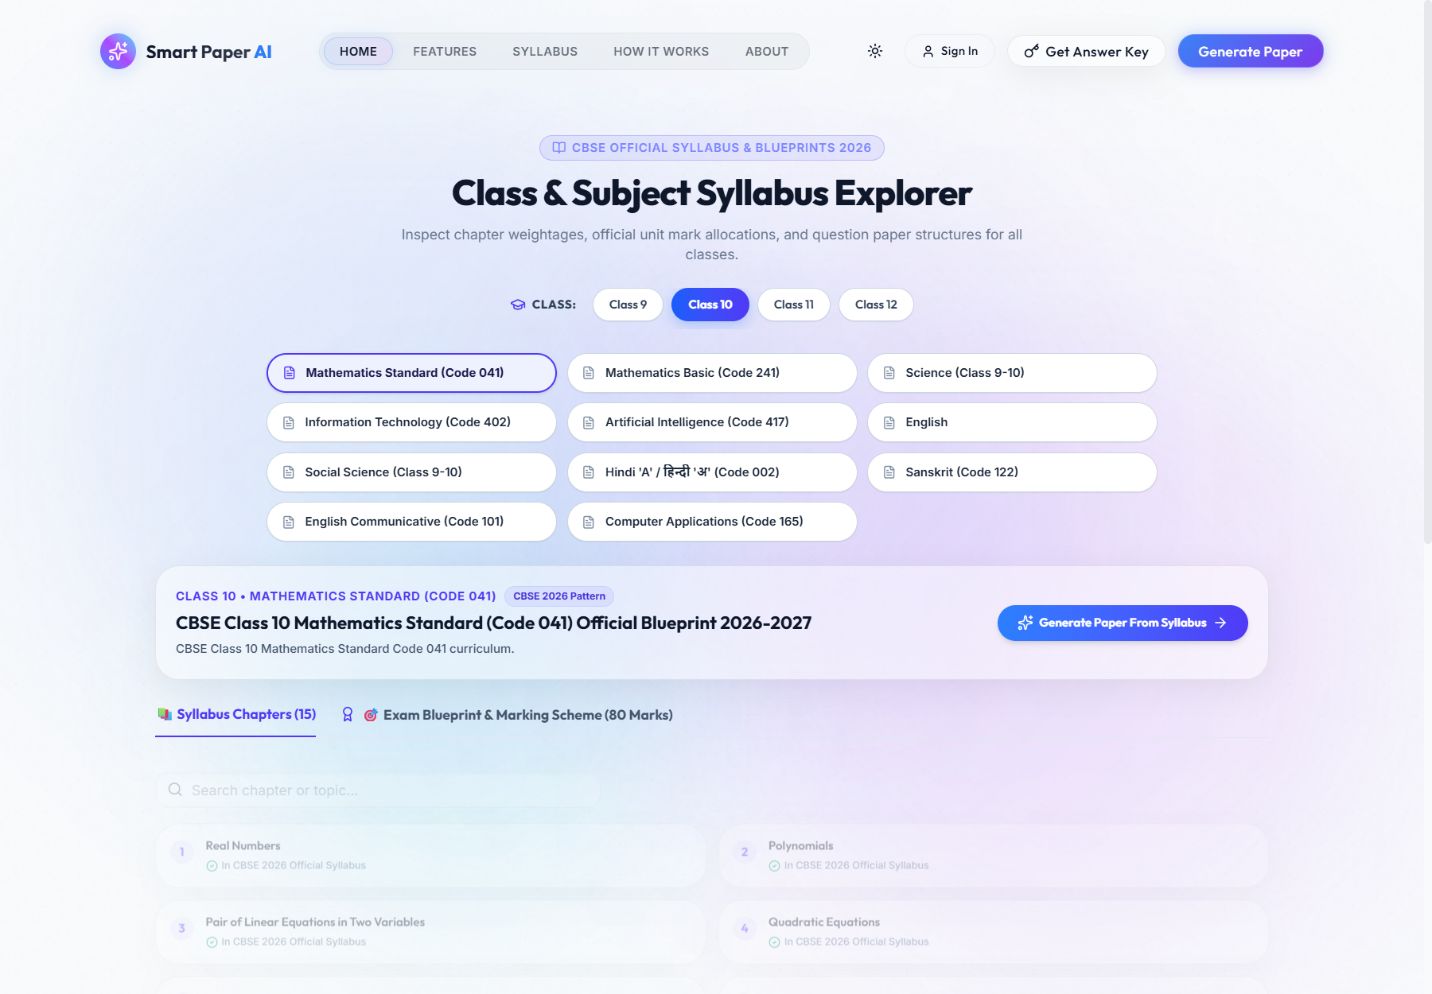 Smart Paper AI
HOME
FEATURES
SYLLABUS
HOW IT WORKS
ABOUT
Sign In
Get Answer Key
Generate Paper
CBSE OFFICIAL SYLLABUS & BLUEPRINTS 2026
Class & Subject Syllabus Explorer
Inspect chapter weightages, official unit mark allocations, and question paper structures for all
classes.
CLASS:
Class 9
Class 10
Class 11
Class 12
Mathematics Standard (Code 041)
Mathematics Basic (Code 241)
Science (Class 9-10)
Information Technology (Code 402)
Artificial Intelligence (Code 417)
English
Social Science (Class 9-10)
Hindi 'A' / हिन्दी 'अ' (Code 002)
Sanskrit (Code 122)
English Communicative (Code 101)
Computer Applications (Code 165)
CLASS 10 • MATHEMATICS STANDARD (CODE 041)
CBSE 2026 Pattern
CBSE Class 10 Mathematics Standard (Code 041) Official Blueprint 2026-2027
CBSE Class 10 Mathematics Standard Code 041 curriculum.
Generate Paper From Syllabus
Syllabus Chapters (15)
Exam Blueprint & Marking Scheme (80 Marks)
Search chapter or topic...
1
Real Numbers
In CBSE 2026 Official Syllabus
2
Polynomials
In CBSE 2026 Official Syllabus
3
Pair of Linear Equations in Two Variables
In CBSE 2026 Official Syllabus
4
Quadratic Equations
In CBSE 2026 Official Syllabus